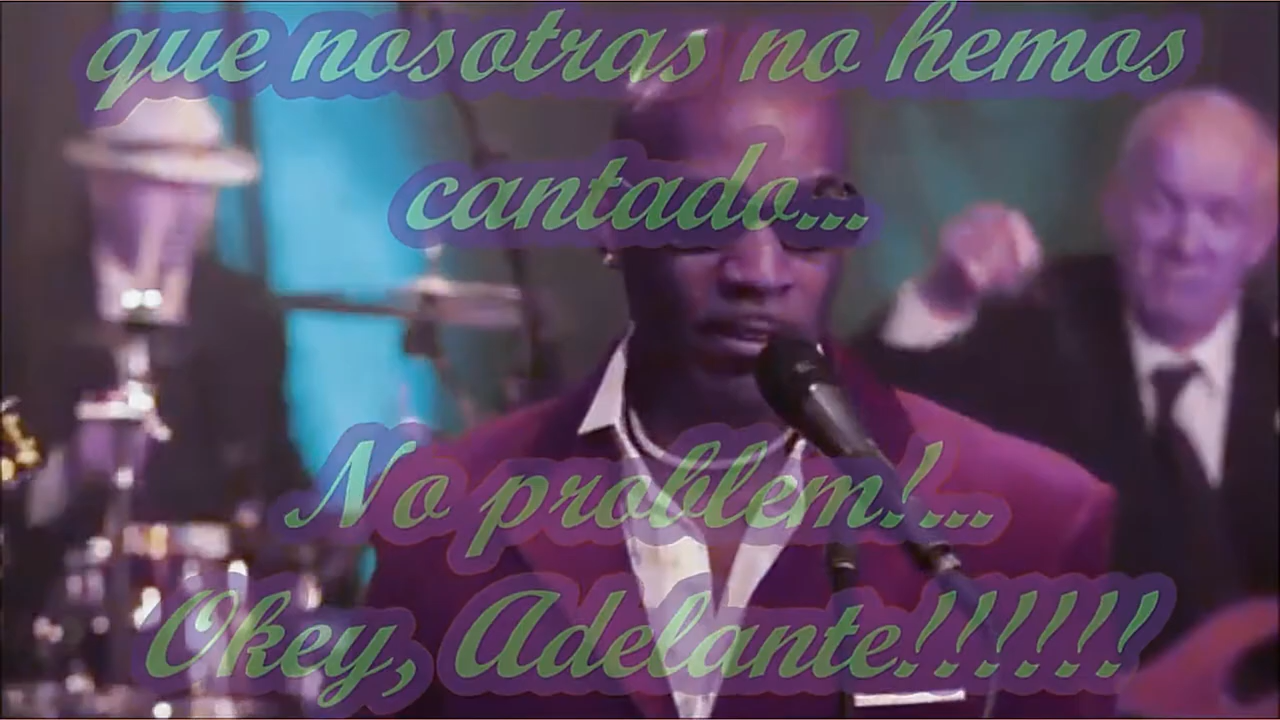 que nosotras no hemos
cantado...
No problem!...
Okey, Adelante!!!!!!